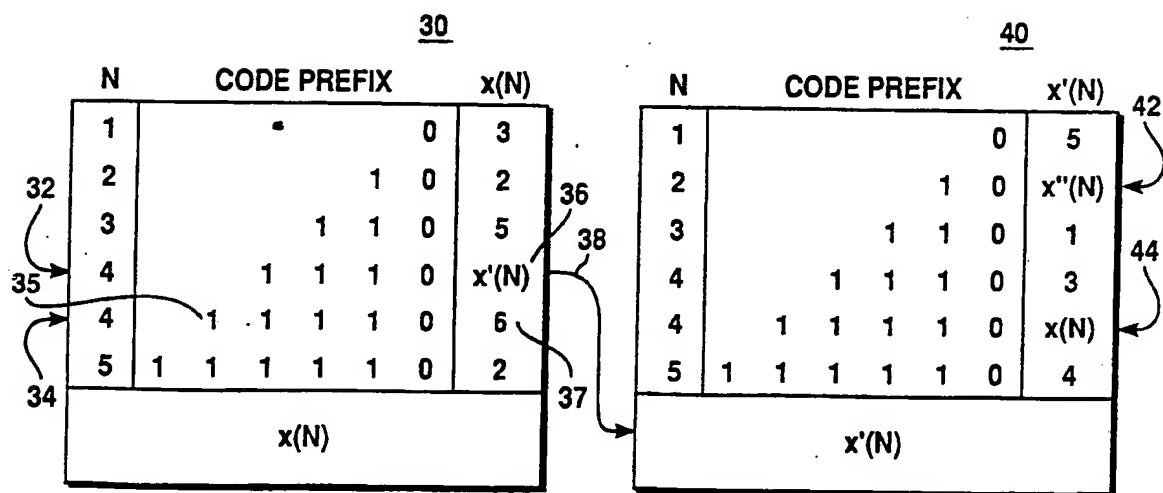 30
N CODE PREFIX x(N)
1 0 3
2 1 0 2
3 1 1 0 5
4 1 1 1 0 x'(N)
4 1 1 1 1 0 6
5 1 1 1 1 1 0 2
x(N)
32
35
34
36
38
37
40
N CODE PREFIX x'(N)
1 0 5
2 1 0 x"(N)
3 1 1 0 1
4 1 1 1 0 3
4 1 1 1 1 0 x(N)
5 1 1 1 1 1 0 4
x'(N)
42
44